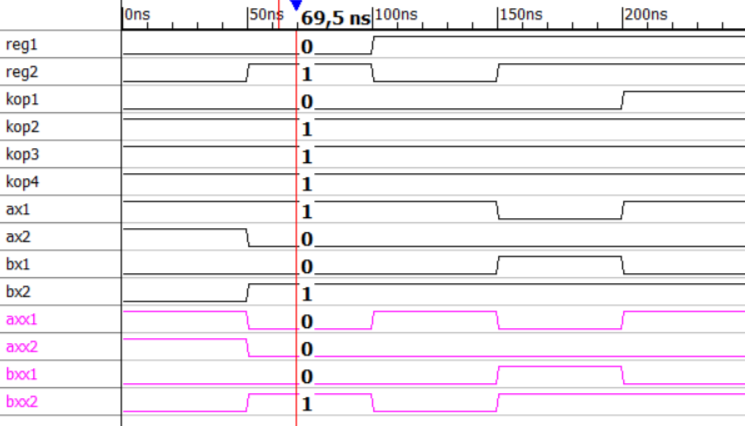 0ns 50ns 69,5 ns 100ns 150ns 200ns
reg1 0
reg2 1
kop1 0
kop2 1
kop3 1
kop4 1
ax1 1
ax2 0
bx1 0
bx2 1
axx1 0
axx2 0
bxx1 0
bxx2 1